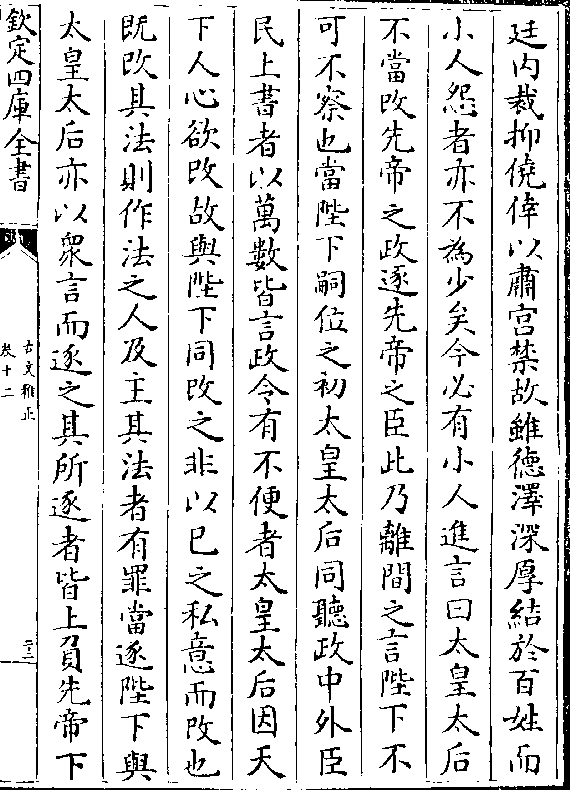 廷内裁抑僥倖以肅宫禁故雖德澤深厚結於百姓而
小人怨者亦不為少矣今必有小人進言曰太皇太后
不當改先帝之政逐先帝之臣此乃離間之言陛下不
可不察也當陛下嗣位之初太皇太后同聽政中外臣
民上書者以萬數皆言政令有不便者太皇太后因天
下人心欲改故與陛下同改之非以已之私意而改也
既改其法則作法之人及主其法者有罪當逐陛下與
太皇太后亦以衆言而逐之其所逐者皆上負先帝下
欽定四庫全書
古文雅正
卷十二
二三